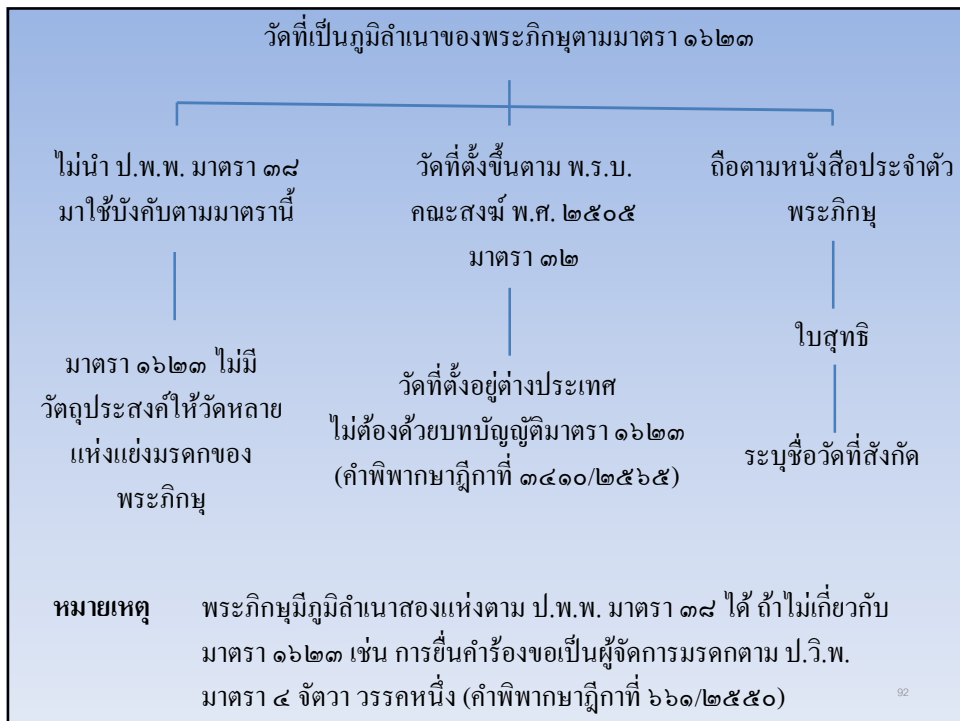 วัดที่เป็นภูมิลำเนาของพระภิกษุตามมาตรา ๑๖๒๓
ไม่นำ ป.พ.พ. มาตรา ๓๘
มาใช้บังคับตามมาตรานี้
มาตรา ๑๖๒๓ ไม่มี
วัตถุประสงค์ให้วัดหลาย
แห่งแย่งมรดกของ
พระภิกษุ
วัดที่ตั้งขึ้นตาม พ.ร.บ.
คณะสงฆ์ พ.ศ. ๒๕๐๕
มาตรา ๓๒
วัดที่ตั้งอยู่ต่างประเทศ
ไม่ต้องด้วยบทบัญญัติมาตรา ๑๖๒๓
(คำพิพากษาฎีกาที่ ๓๔๑๐/๒๕๖๕)
ถือตามหนังสือประจำตัว
พระภิกษุ
ใบสุทธิ
ระบุชื่อวัดที่สังกัด
หมายเหตุ พระภิกษุมีภูมิลำเนาสองแห่งตาม ป.พ.พ. มาตรา ๓๘ ได้ ถ้าไม่เกี่ยวกับ
มาตรา ๑๖๒๓ เช่น การยื่นคำร้องขอเป็นผู้จัดการมรดกตาม ป.วิ.พ.
มาตรา ๔ จัตวา วรรคหนึ่ง (คำพิพากษาฎีกาที่ ๖๖๑/๒๕๕๐)
92